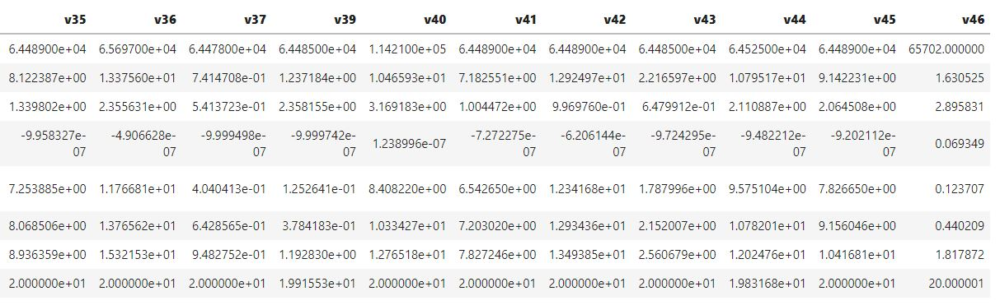 v35 v36 v37 v39 v40 v41 v42 v43 v44 v45 v46
6.448900e+04 6.569700e+04 6.447800e+04 6.448500e+04 1.142100e+05 6.448900e+04 6.448900e+04 6.448500e+04 6.452500e+04 6.448900e+04 65702.000000
8.122387e+00 1.337560e+01 7.414708e-01 1.237184e+00 1.046593e+01 7.182551e+00 1.292497e+01 2.216597e+00 1.079517e+01 9.142231e+00 1.630525
1.339802e+00 2.355631e+00 5.413723e-01 2.358155e+00 3.169183e+00 1.004472e+00 9.969760e-01 6.479912e-01 2.110887e+00 2.064508e+00 2.895831
-9.958327e- -4.906628e- -9.999498e- -9.999742e- 1.238996e-07 -7.272275e- -6.206144e- -9.724295e- -9.482212e- -9.202112e- 0.069349
07 07 07 07 07 07 07 07 07
7.253885e+00 1.176681e+01 4.040413e-01 1.252641e-01 8.408220e+00 6.542650e+00 1.234168e+01 1.787996e+00 9.575104e+00 7.826650e+00 0.123707
8.068506e+00 1.376562e+01 6.428565e-01 3.784183e-01 1.033427e+01 7.203020e+00 1.293436e+01 2.152007e+00 1.078201e+01 9.156046e+00 0.440209
8.936359e+00 1.532153e+01 9.482752e-01 1.192830e+00 1.276518e+01 7.827246e+00 1.349385e+01 2.560679e+00 1.202476e+01 1.041681e+01 1.817872
2.000000e+01 2.000000e+01 2.000000e+01 1.991553e+01 2.000000e+01 2.000000e+01 2.000000e+01 2.000000e+01 1.983168e+01 2.000000e+01 20.000001